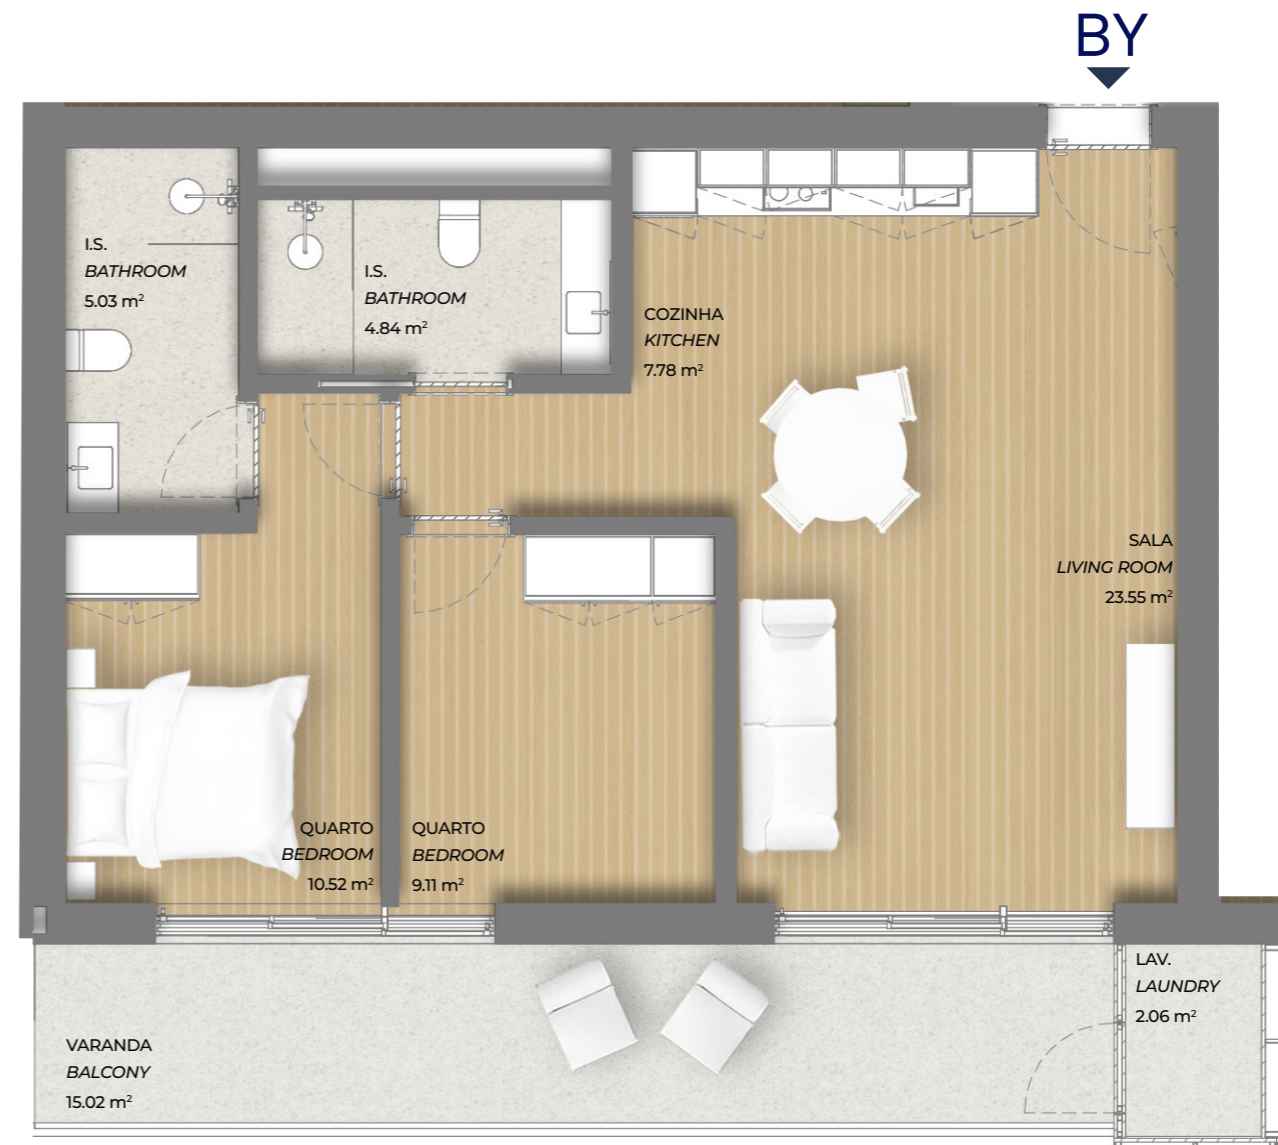 BY
I.S.
BATHROOM
5.03 m²
I.S.
BATHROOM
4.84 m²
COZINHA
KITCHEN
7.78 m²
SALA
LIVING ROOM
23.55 m²
QUARTO
BEDROOM
10.52 m²
QUARTO
BEDROOM
9.11 m²
LAV.
LAUNDRY
2.06 m²
VARANDA
BALCONY
15.02 m²